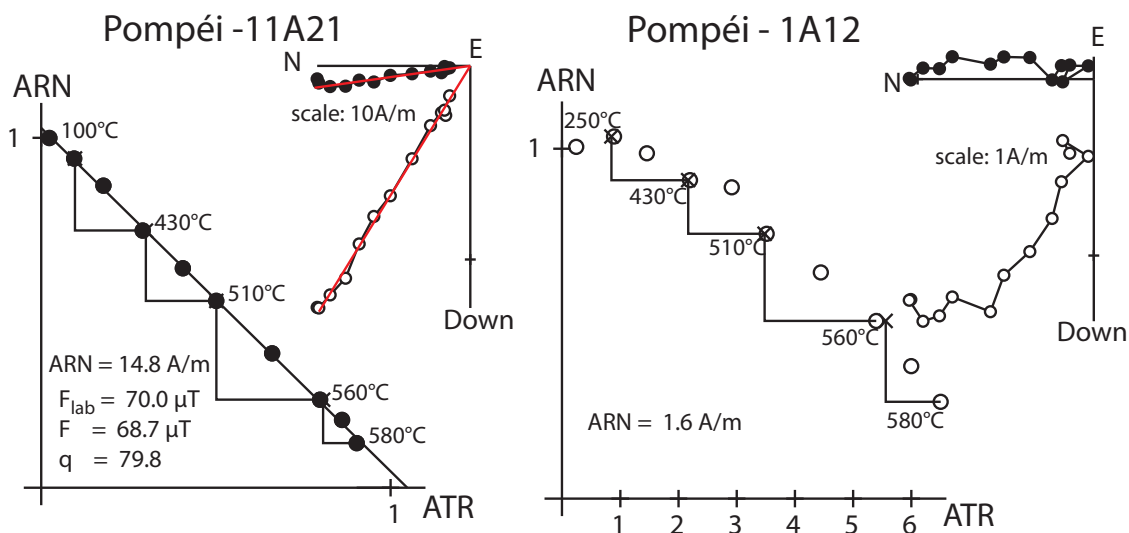 Pompéi -11A21
ARN
1
100°C
430°C
510°C
560°C
580°C
N
E
scale: 10A/m
Down
ARN = 14.8 A/m
Flab = 70.0 µT
F = 68.7 µT
q = 79.8
1
ATR
Pompéi - 1A12
ARN
1
250°C
430°C
510°C
560°C
580°C
N
E
scale: 1A/m
Down
ARN = 1.6 A/m
1 2 3 4 5 6
ATR